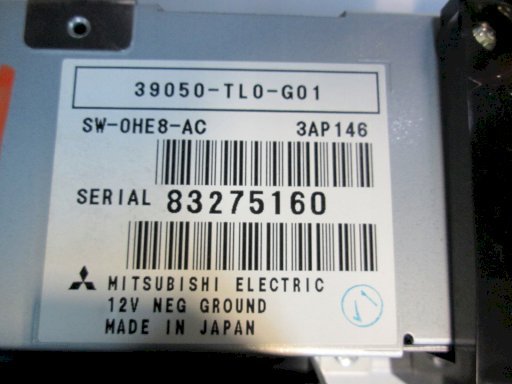 39050-TL0-G01
SW-0HE8-AC 3AP146
SERIAL 83275160
MITSUBISHI ELECTRIC
12V NEG GROUND
MADE IN JAPAN